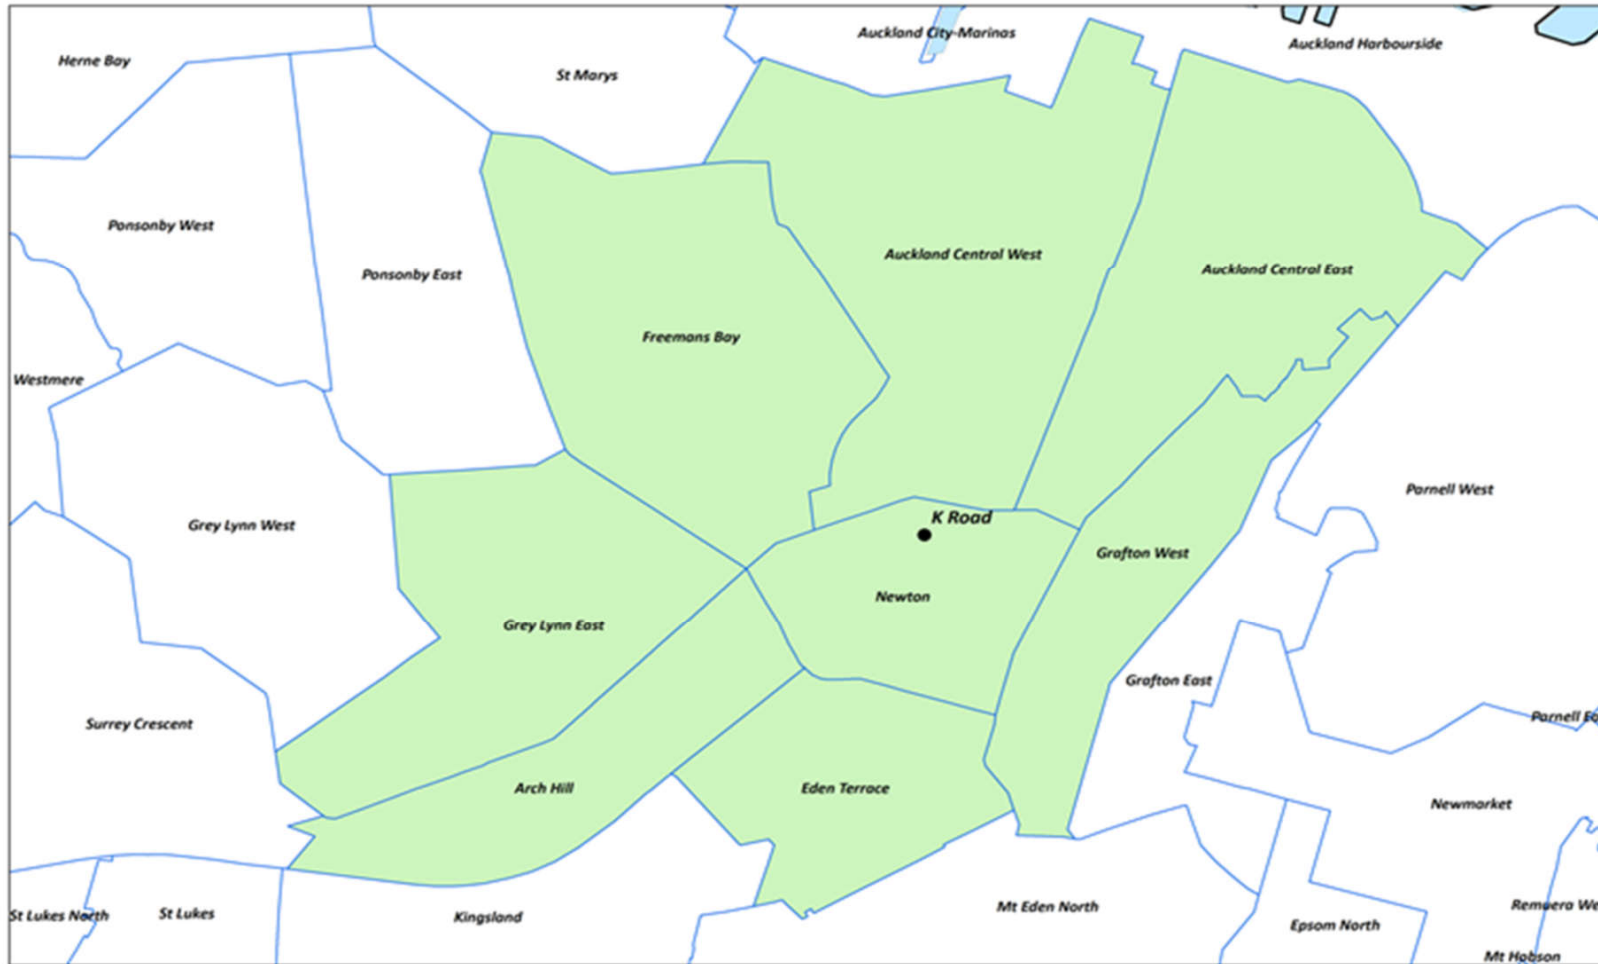 Auckland City-Marinas
Auckland Harbourside
Herne Bay
St Marys
Ponsonby West
Auckland Central West
Auckland Central East
Ponsonby East
Freemans Bay
Westmere
Parnell West
K Road
Grey Lynn West
Grafton West
Newton
Grey Lynn East
Grafton East
Parnell Ea
Surrey Crescent
Arch Hill
Eden Terrace
Newmarket
Remuera We
Mt Eden North
St Lukes North
St Lukes
Kingsland
Epsom North
Mt Hobson